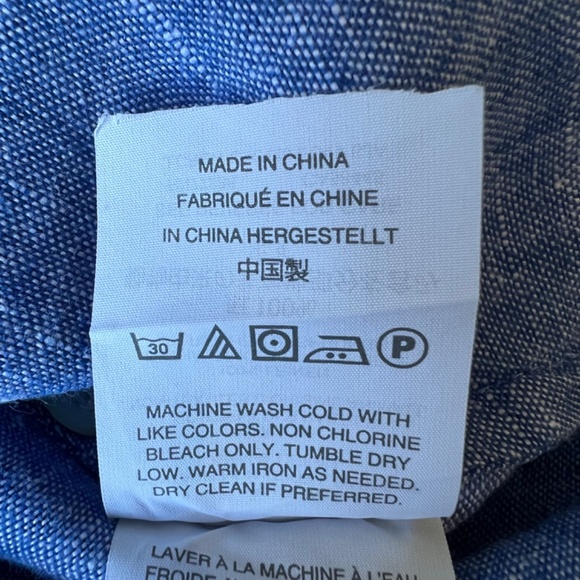 MADE IN CHINA
FABRIQUÉ EN CHINE
IN CHINA HERGESTELLT
中国製
30 P
MACHINE WASH COLD WITH
LIKE COLORS. NON CHLORINE
BLEACH ONLY. TUMBLE DRY
LOW. WARM IRON AS NEEDED.
DRY CLEAN IF PREFERRED.
LAVER À LA MACHINE À L'EAU
FROIDE